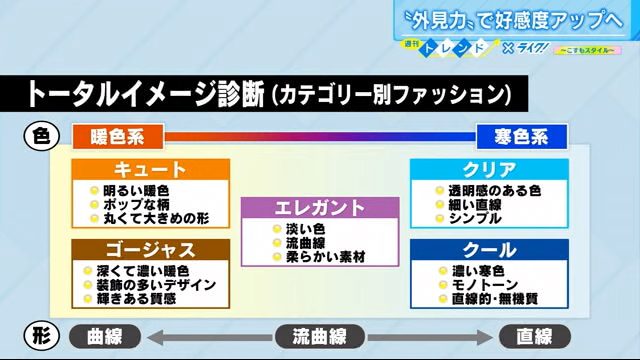 〝外見力〟で好感度アップへ
週刊トレンド × ライク! ～こすもスタイル～
トータルイメージ診断(カテゴリー別ファッション)
色 暖色系 寒色系
キュート
明るい暖色
ポップな柄
丸くて大きめの形
ゴージャス
深くて濃い暖色
装飾の多いデザイン
輝きある質感
エレガント
淡い色
流曲線
柔らかい素材
クリア
透明感のある色
細い直線
シンプル
クール
濃い寒色
モノトーン
直線的・無機質
形 曲線 流曲線 直線